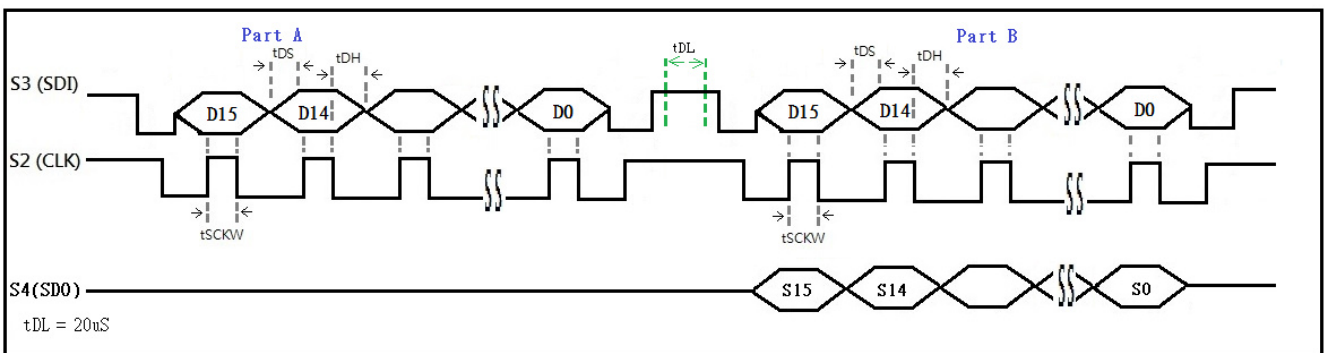 Part A
Part B
tDS
tDH
tDL
tDS
tDH
S3 (SDI)
D15
D14
D0
D15
D14
D0
S2 (CLK)
tSCKW
tSCKW
S4(SDO)
S15
S14
S0
tDL = 20uS